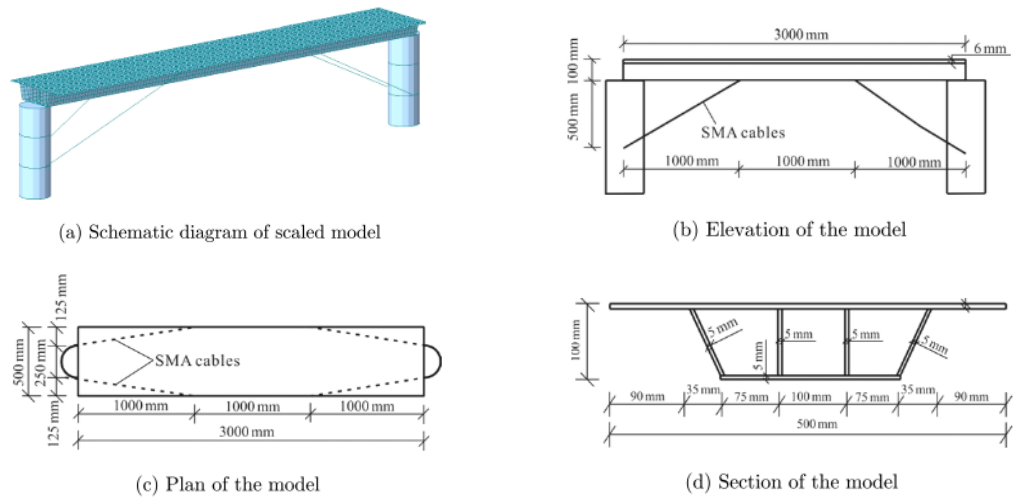 (a) Schematic diagram of scaled model
3000 mm
6 mm
100 mm
500 mm
SMA cables
1000 mm
1000 mm
1000 mm
(b) Elevation of the model
125 mm
500 mm
250 mm
125 mm
SMA cables
1000 mm
1000 mm
1000 mm
3000 mm
(c) Plan of the model
100 mm
5 mm
5 mm
5 mm
5 mm
5 mm
90 mm
35 mm
75 mm
100 mm
75 mm
35 mm
90 mm
500 mm
(d) Section of the model